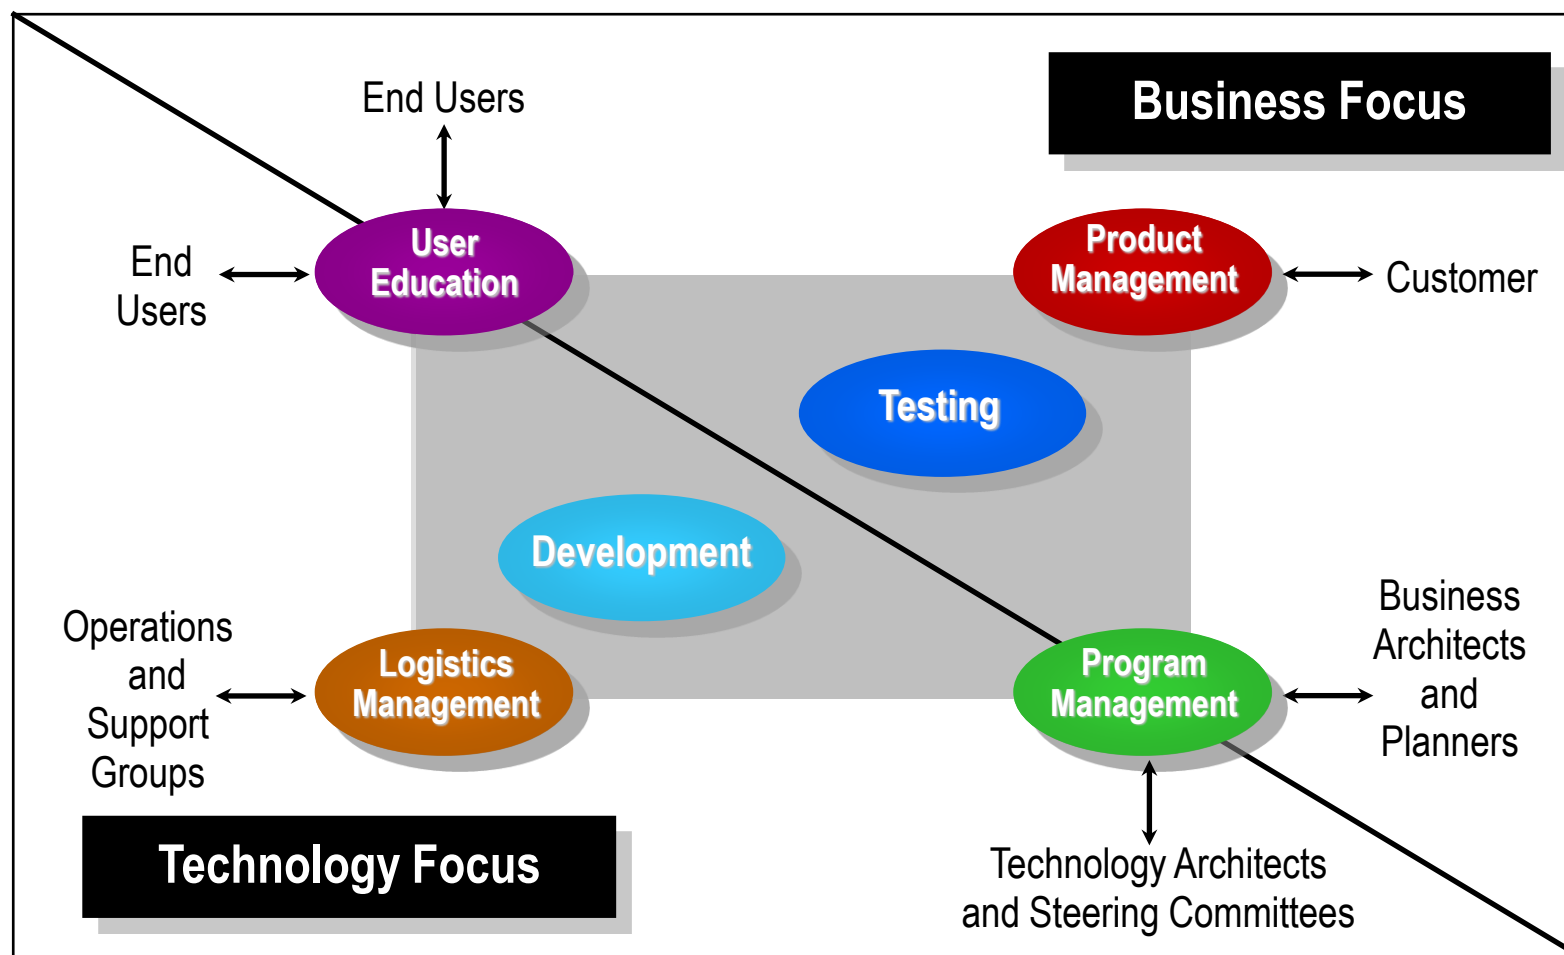 End Users
Business Focus
User
Education
Product
Management
End
Users
Customer
Testing
Development
Operations
and
Support
Groups
Logistics
Management
Program
Management
Business
Architects
and
Planners
Technology Focus
Technology Architects
and Steering Committees